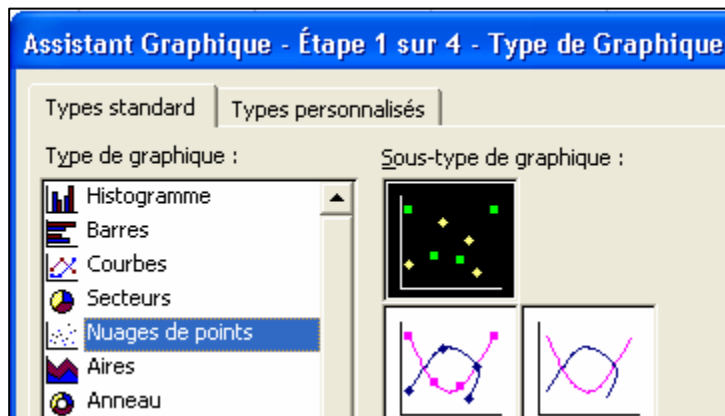 Assistant Graphique - Étape 1 sur 4 - Type de Graphique
Types standard
Types personnalisés
Type de graphique :
Histogramme
Barres
Courbes
Secteurs
Nuages de points
Aires
Anneau
Sous-type de graphique :